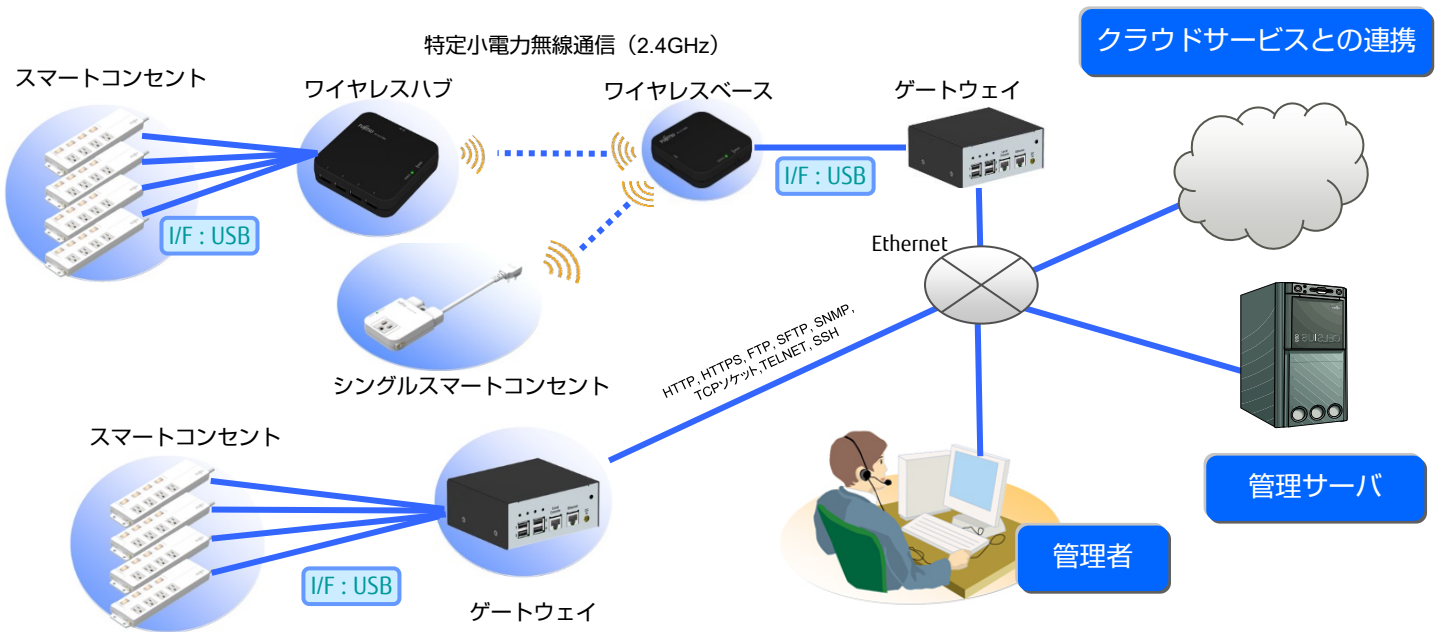 特定小電力無線通信（2.4GHz）
クラウドサービスとの連携
スマートコンセント
ワイヤレスハブ
ワイヤレスベース
ゲートウェイ
I/F : USB
I/F : USB
Ethernet
シングルスマートコンセント
HTTP, HTTPS, FTP, SFTP, SNMP,
TCPソケット,TELNET, SSH
スマートコンセント
I/F : USB
ゲートウェイ
管理サーバ
管理者